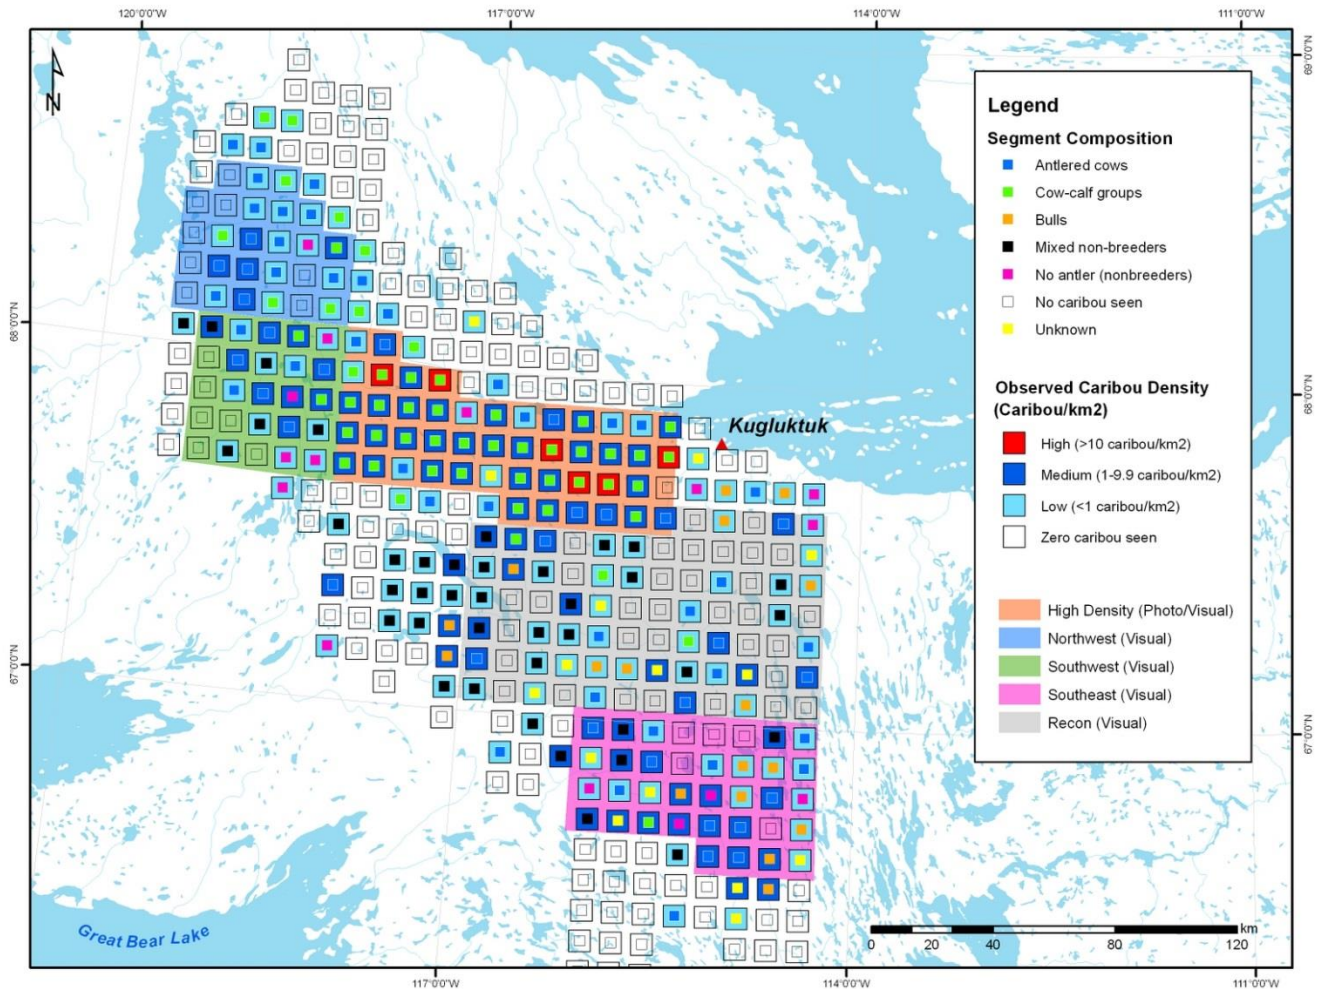 120°0'0"W
117°0'0"W
114°0'0"W
111°0'0"W
69°0'0"N
N
Legend
Segment Composition
Antlered cows
Cow-calf groups
Bulls
Mixed non-breeders
No antler (nonbreeders)
No caribou seen
Unknown
68°0'0"N
68°0'0"N
Observed Caribou Density
(Caribou/km2)
Kugluktuk
High (>10 caribou/km2)
Medium (1-9.9 caribou/km2)
Low (<1 caribou/km2)
Zero caribou seen
High Density (Photo/Visual)
Northwest (Visual)
Southwest (Visual)
Southeast (Visual)
Recon (Visual)
67°0'0"N
67°0'0"N
Great Bear Lake
km
0 20 40 80 120
117°0'0"W
114°0'0"W
111°0'0"W